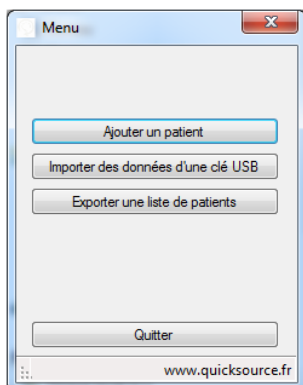 Menu
Ajouter un patient
Importer des données d'une clé USB
Exporter une liste de patients
Quitter
www.quicksource.fr